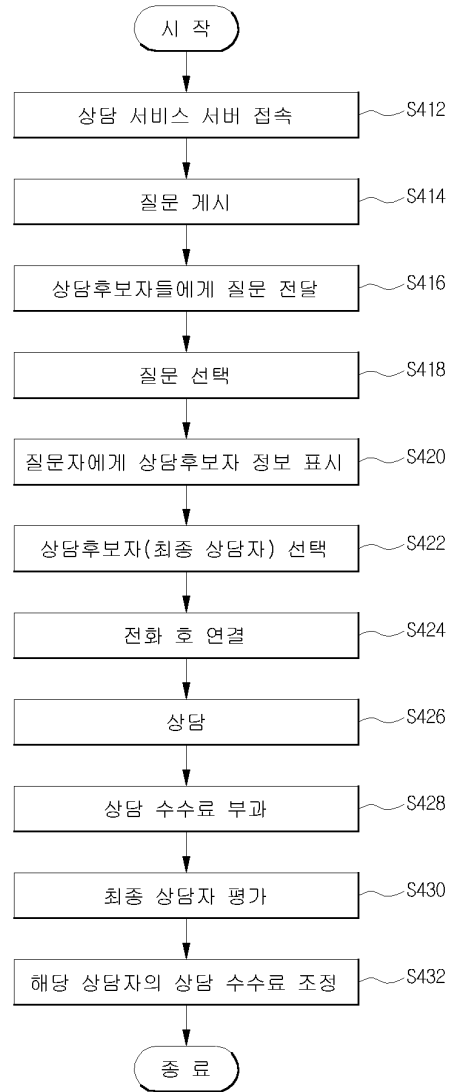 시 작
상담 서비스 서버 접속
S412
질문 게시
S414
상담후보자들에게 질문 전달
S416
질문 선택
S418
질문자에게 상담후보자 정보 표시
S420
상담후보자(최종 상담자) 선택
S422
전화 호 연결
S424
상담
S426
상담 수수료 부과
S428
최종 상담자 평가
S430
해당 상담자의 상담 수수료 조정
S432
종 료